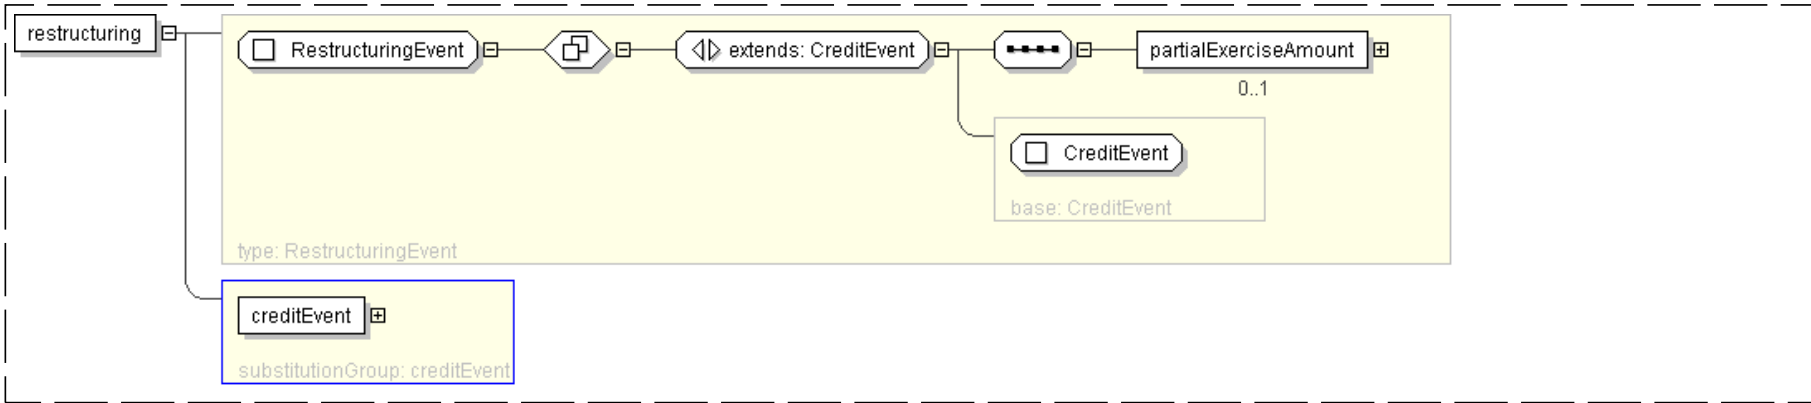 restructuring
RestructuringEvent
extends: CreditEvent
partialExerciseAmount
0..1
CreditEvent
base: CreditEvent
type: RestructuringEvent
creditEvent
substitutionGroup: creditEvent